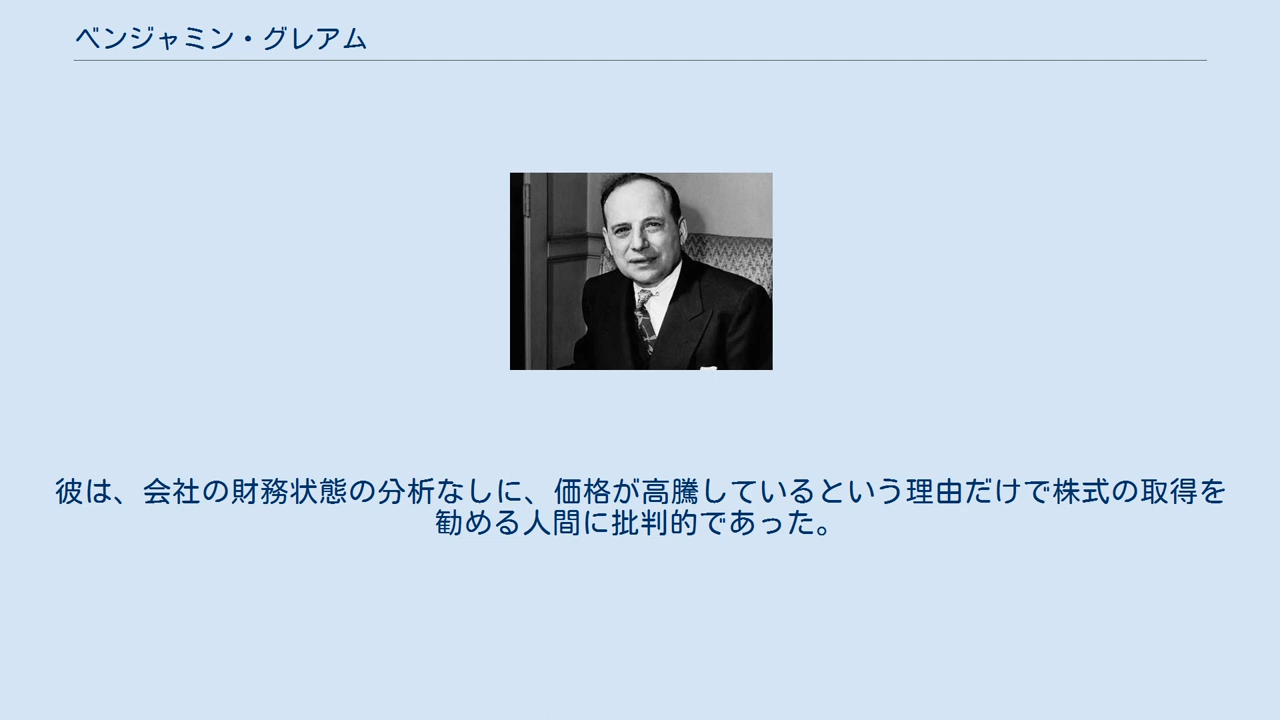 ベンジャミン・グレアム
彼は、会社の財務状態の分析なしに、価格が高騰しているという理由だけで株式の取得を
勧める人間に批判的であった。